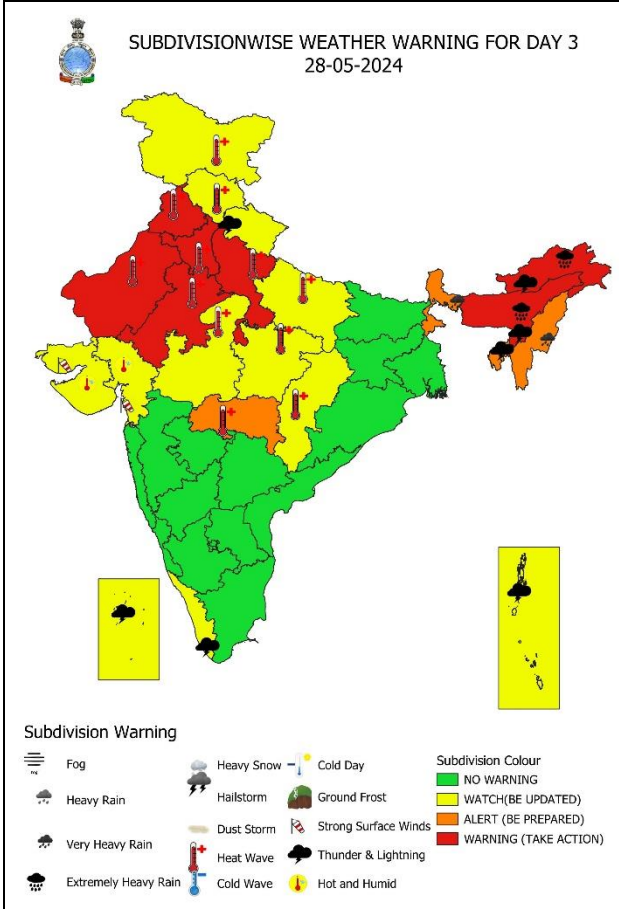 SUBDIVISIONWISE WEATHER WARNING FOR DAY 3
28-05-2024
Subdivision Warning
Fog
Heavy Rain
Very Heavy Rain
Extremely Heavy Rain
Heavy Snow
Hailstorm
Dust Storm
Heat Wave
Cold Wave
Cold Day
Ground Frost
Strong Surface Winds
Thunder & Lightning
Hot and Humid
Subdivision Colour
NO WARNING
WATCH(BE UPDATED)
ALERT (BE PREPARED)
WARNING (TAKE ACTION)